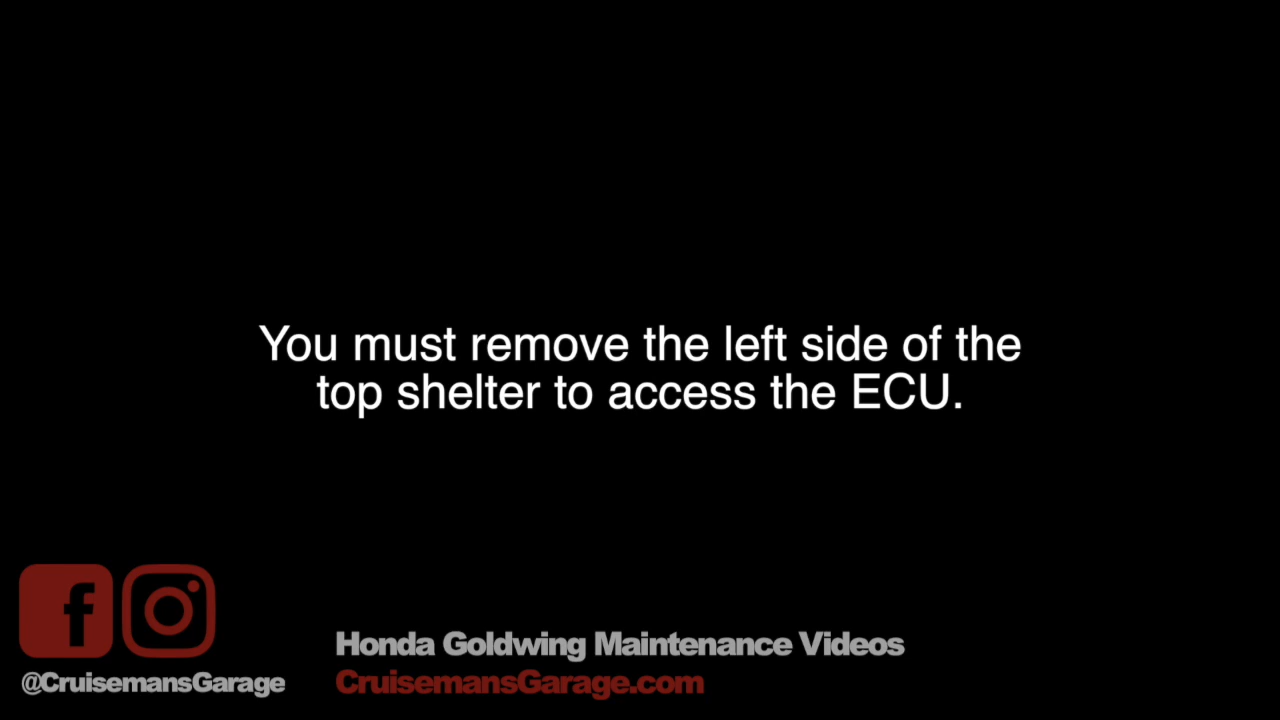 You must remove the left side of the
top shelter to access the ECU.
Honda Goldwing Maintenance Videos
@CruisemansGarage
CruisemansGarage.com